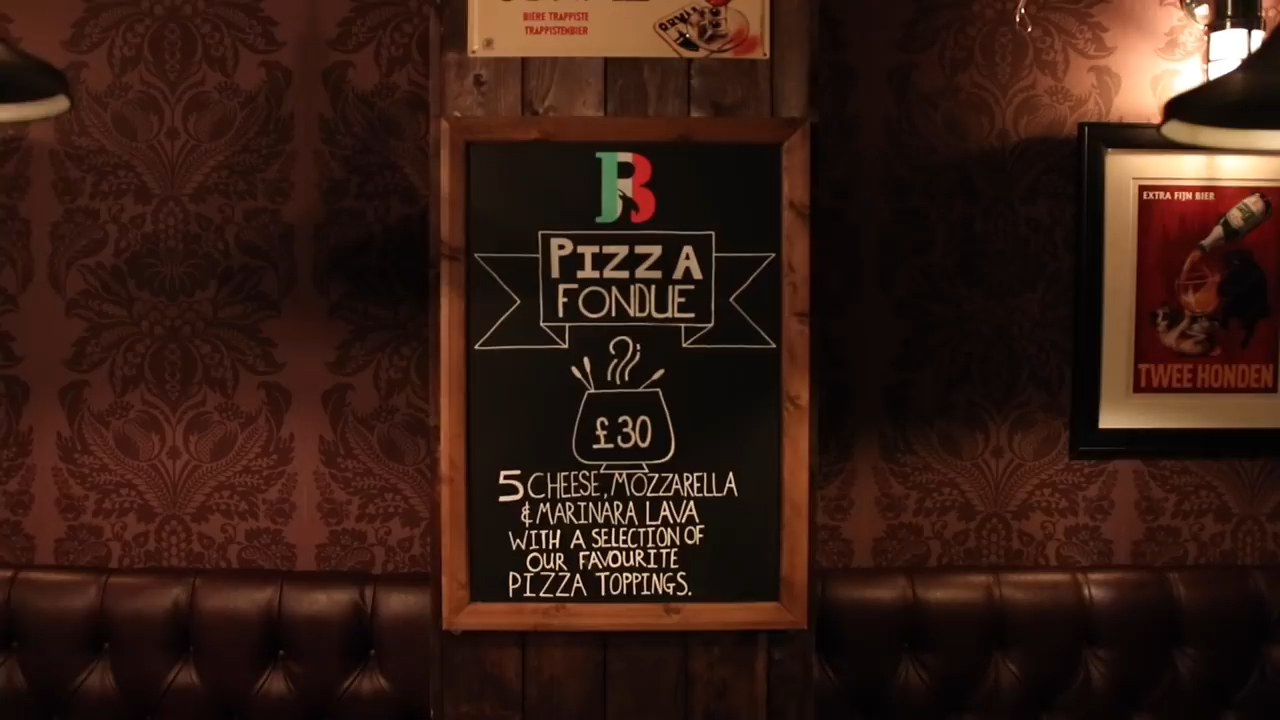 BIÈRE TRAPPISTE
TRAPPISTENBIER
B
PIZZA
FONDUE
£30
5 CHEESE, MOZZARELLA
& MARINARA LAVA
WITH A SELECTION OF
OUR FAVOURITE
PIZZA TOPPINGS.
EXTRA FIJN BIER
TWEE HONDEN